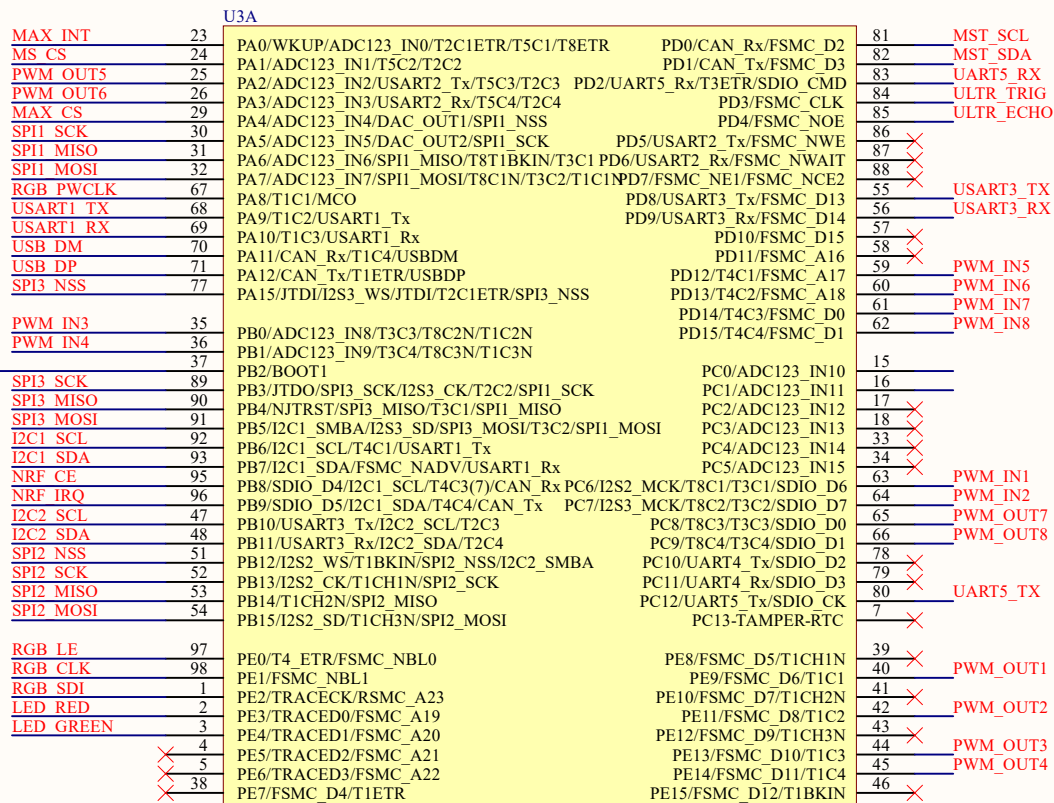 U3A
MAX_INT 23 PA0/WKUP/ADC123_IN0/T2C1ETR/T5C1/T8ETR PD0/CAN_Rx/FSMC_D2 81 MST_SCL
MS_CS 24 PA1/ADC123_IN1/T5C2/T2C2 PD1/CAN_Tx/FSMC_D3 82 MST_SDA
PWM_OUT5 25 PA2/ADC123_IN2/USART2_Tx/T5C3/T2C3 PD2/UART5_Rx/T3ETR/SDIO_CMD 83 UART5_RX
PWM_OUT6 26 PA3/ADC123_IN3/USART2_Rx/T5C4/T2C4 PD3/FSMC_CLK 84 ULTR_TRIG
MAX_CS 29 PA4/ADC123_IN4/DAC_OUT1/SPI1_NSS PD4/FSMC_NOE 85 ULTR_ECHO
SPI1_SCK 30 PA5/ADC123_IN5/DAC_OUT2/SPI1_SCK PD5/USART2_Tx/FSMC_NWE 86
SPI1_MISO 31 PA6/ADC123_IN6/SPI1_MISO/T8T1BKIN/T3C1 PD6/USART2_Rx/FSMC_NWAIT 87
SPI1_MOSI 32 PA7/ADC123_IN7/SPI1_MOSI/T8C1N/T3C2/T1C1N PD7/FSMC_NE1/FSMC_NCE2 88
RGB_PWCLK 67 PA8/T1C1/MCO PD8/USART3_Tx/FSMC_D13 55 USART3_TX
USART1_TX 68 PA9/T1C2/USART1_Tx PD9/USART3_Rx/FSMC_D14 56 USART3_RX
USART1_RX 69 PA10/T1C3/USART1_Rx PD10/FSMC_D15 57
USB_DM 70 PA11/CAN_Rx/T1C4/USBDM PD11/FSMC_A16 58
USB_DP 71 PA12/CAN_Tx/T1ETR/USBDP PD12/T4C1/FSMC_A17 59 PWM_IN5
SPI3_NSS 77 PA15/JTDI/I2S3_WS/JTDI/T2C1ETR/SPI3_NSS PD13/T4C2/FSMC_A18 60 PWM_IN6
PD14/T4C3/FSMC_D0 61 PWM_IN7
PWM_IN3 35 PB0/ADC123_IN8/T3C3/T8C2N/T1C2N PD15/T4C4/FSMC_D1 62 PWM_IN8
PWM_IN4 36 PB1/ADC123_IN9/T3C4/T8C3N/T1C3N
37 PB2/BOOT1 PC0/ADC123_IN10 15
SPI3_SCK 89 PB3/JTDO/SPI3_SCK/I2S3_CK/T2C2/SPI1_SCK PC1/ADC123_IN11 16
SPI3_MISO 90 PB4/NJTRST/SPI3_MISO/T3C1/SPI1_MISO PC2/ADC123_IN12 17
SPI3_MOSI 91 PB5/I2C1_SMBA/I2S3_SD/SPI3_MOSI/T3C2/SPI1_MOSI PC3/ADC123_IN13 18
I2C1_SCL 92 PB6/I2C1_SCL/T4C1/USART1_Tx PC4/ADC123_IN14 33
I2C1_SDA 93 PB7/I2C1_SDA/FSMC_NADV/USART1_Rx PC5/ADC123_IN15 34
NRF_CE 95 PB8/SDIO_D4/I2C1_SCL/T4C3(7)/CAN_Rx PC6/I2S2_MCK/T8C1/T3C1/SDIO_D6 63 PWM_IN1
NRF_IRQ 96 PB9/SDIO_D5/I2C1_SDA/T4C4/CAN_Tx PC7/I2S3_MCK/T8C2/T3C2/SDIO_D7 64 PWM_IN2
I2C2_SCL 47 PB10/USART3_Tx/I2C2_SCL/T2C3 PC8/T8C3/T3C3/SDIO_D0 65 PWM_OUT7
I2C2_SDA 48 PB11/USART3_Rx/I2C2_SDA/T2C4 PC9/T8C4/T3C4/SDIO_D1 66 PWM_OUT8
SPI2_NSS 51 PB12/I2S2_WS/T1BKIN/SPI2_NSS/I2C2_SMBA PC10/UART4_Tx/SDIO_D2 78
SPI2_SCK 52 PB13/I2S2_CK/T1CH1N/SPI2_SCK PC11/UART4_Rx/SDIO_D3 79
SPI2_MISO 53 PB14/T1CH2N/SPI2_MISO PC12/UART5_Tx/SDIO_CK 80 UART5_TX
SPI2_MOSI 54 PB15/I2S2_SD/T1CH3N/SPI2_MOSI PC13-TAMPER-RTC 7
RGB_LE 97 PE0/T4_ETR/FSMC_NBL0 PE8/FSMC_D5/T1CH1N 39
RGB_CLK 98 PE1/FSMC_NBL1 PE9/FSMC_D6/T1C1 40 PWM_OUT1
RGB_SDI 1 PE2/TRACECK/RSMC_A23 PE10/FSMC_D7/T1CH2N 41
LED_RED 2 PE3/TRACED0/FSMC_A19 PE11/FSMC_D8/T1C2 42 PWM_OUT2
LED_GREEN 3 PE4/TRACED1/FSMC_A20 PE12/FSMC_D9/T1CH3N 43
4 PE5/TRACED2/FSMC_A21 PE13/FSMC_D10/T1C3 44 PWM_OUT3
5 PE6/TRACED3/FSMC_A22 PE14/FSMC_D11/T1C4 45 PWM_OUT4
38 PE7/FSMC_D4/T1ETR PE15/FSMC_D12/T1BKIN 46